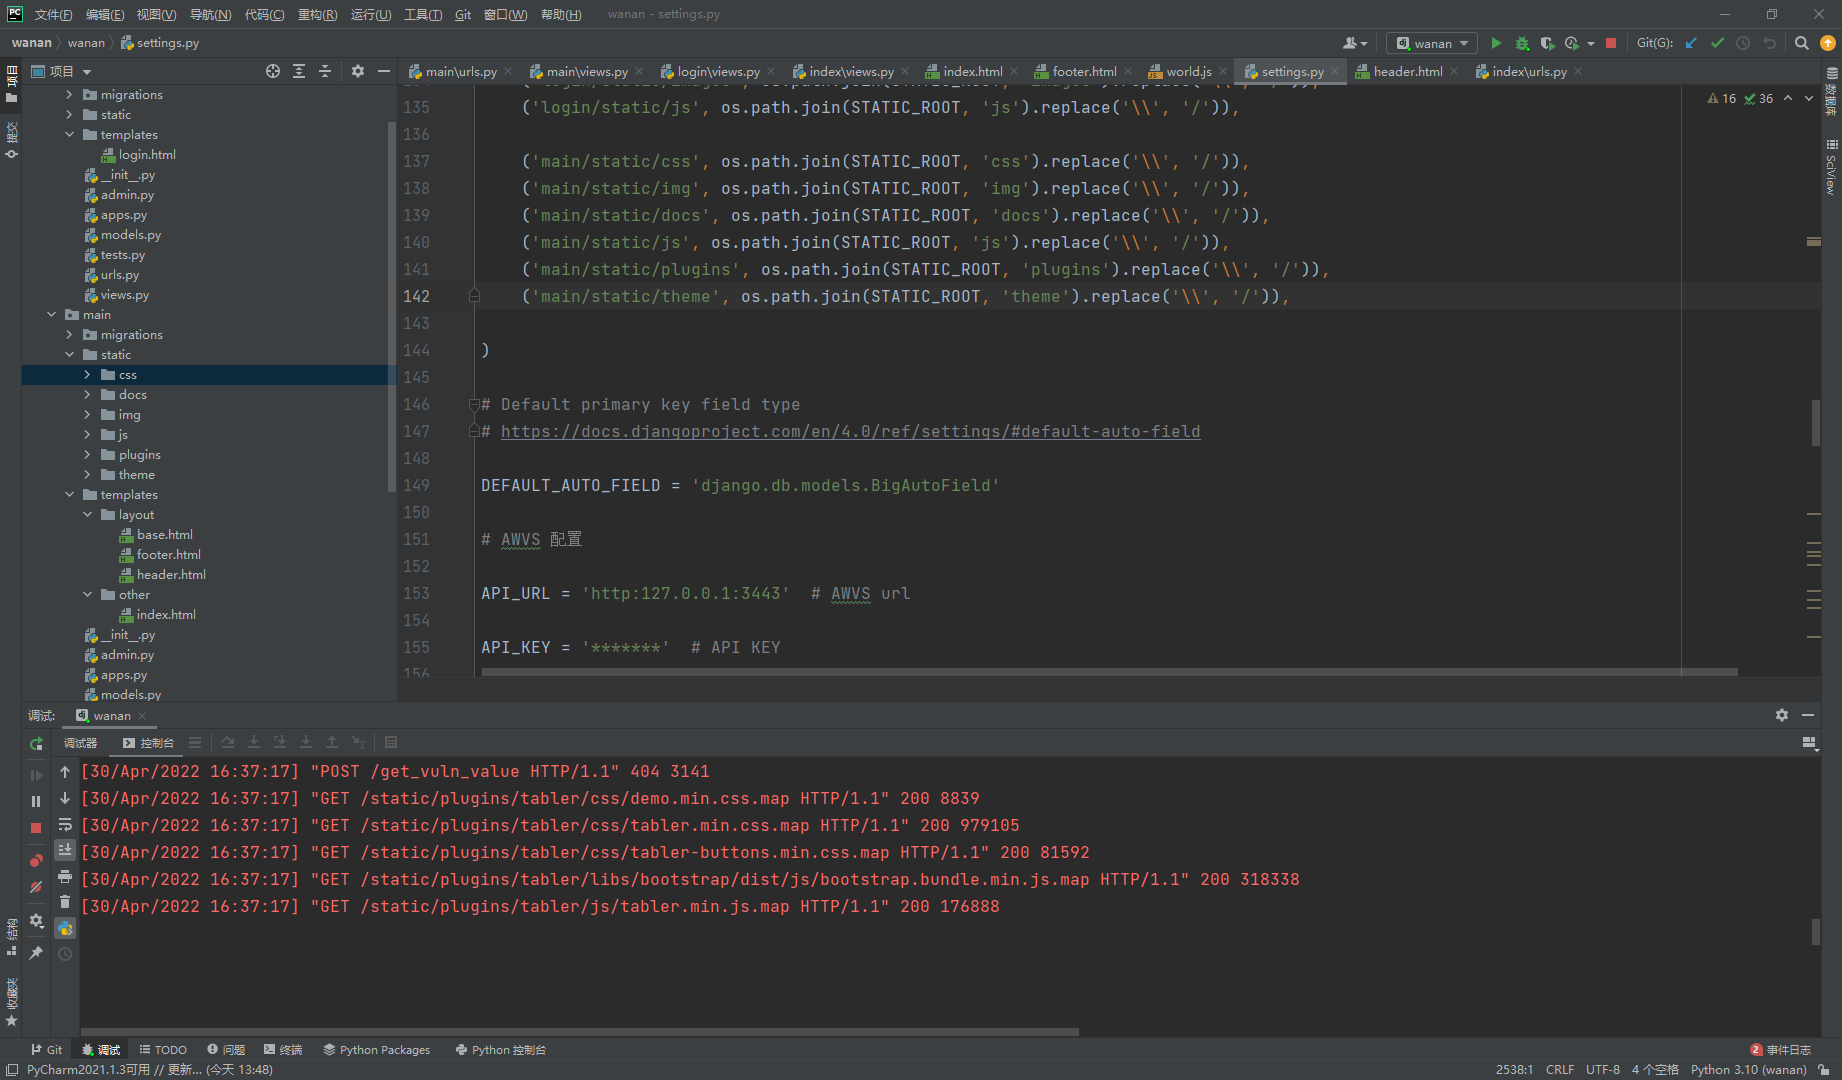 文件(F) 编辑(E) 视图(V) 导航(N) 代码(C) 重构(R) 运行(U) 工具(T) Git 窗口(W) 帮助(H) wanan - settings.py
wanan wanan settings.py
wanan
Git(G):
项目
main\urls.py main\views.py login\views.py index\views.py index.html footer.html world.js settings.py header.html index\urls.py
项目
提交
migrations
static
templates
login.html
__init__.py
admin.py
apps.py
models.py
tests.py
urls.py
views.py
main
migrations
static
css
docs
img
js
plugins
theme
templates
layout
base.html
footer.html
header.html
other
index.html
__init__.py
admin.py
apps.py
models.py
16 36
数据库
SciView
135 ('login/static/js', os.path.join(STATIC_ROOT, 'js').replace('\\', '/')),
136
137 ('main/static/css', os.path.join(STATIC_ROOT, 'css').replace('\\', '/')),
138 ('main/static/img', os.path.join(STATIC_ROOT, 'img').replace('\\', '/')),
139 ('main/static/docs', os.path.join(STATIC_ROOT, 'docs').replace('\\', '/')),
140 ('main/static/js', os.path.join(STATIC_ROOT, 'js').replace('\\', '/')),
141 ('main/static/plugins', os.path.join(STATIC_ROOT, 'plugins').replace('\\', '/')),
142 ('main/static/theme', os.path.join(STATIC_ROOT, 'theme').replace('\\', '/')),
143
144 )
145
146 # Default primary key field type
147 # https://docs.djangoproject.com/en/4.0/ref/settings/#default-auto-field
148
149 DEFAULT_AUTO_FIELD = 'django.db.models.BigAutoField'
150
151 # AWVS 配置
152
153 API_URL = 'http:127.0.0.1:3443'  # AWVS url
154
155 API_KEY = '*******'  # API KEY
156
调试: wanan
调试器 控制台
[30/Apr/2022 16:37:17] "POST /get_vuln_value HTTP/1.1" 404 3141
[30/Apr/2022 16:37:17] "GET /static/plugins/tabler/css/demo.min.css.map HTTP/1.1" 200 8839
[30/Apr/2022 16:37:17] "GET /static/plugins/tabler/css/tabler.min.css.map HTTP/1.1" 200 979105
[30/Apr/2022 16:37:17] "GET /static/plugins/tabler/css/tabler-buttons.min.css.map HTTP/1.1" 200 81592
[30/Apr/2022 16:37:17] "GET /static/plugins/tabler/libs/bootstrap/dist/js/bootstrap.bundle.min.js.map HTTP/1.1" 200 318338
[30/Apr/2022 16:37:17] "GET /static/plugins/tabler/js/tabler.min.js.map HTTP/1.1" 200 176888
结构
收藏夹
Git 调试 TODO 问题 终端 Python Packages Python 控制台 2 事件日志
PyCharm2021.1.3可用 // 更新... (今天 13:48) 2538:1 CRLF UTF-8 4 个空格 Python 3.10 (wanan)